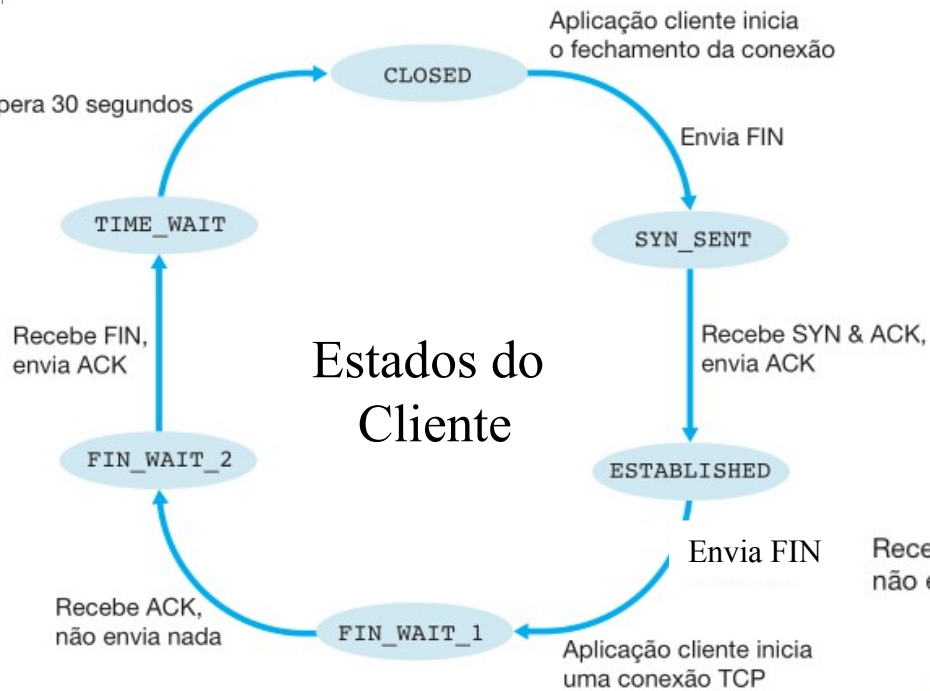 Aplicação cliente inicia
o fechamento da conexão
CLOSED
pera 30 segundos
Envia FIN
TIME_WAIT
SYN_SENT
Recebe FIN,
envia ACK
Recebe SYN & ACK,
envia ACK
Estados do
Cliente
FIN_WAIT_2
ESTABLISHED
Envia FIN
Rece
não e
Recebe ACK,
não envia nada
FIN_WAIT_1
Aplicação cliente inicia
uma conexão TCP